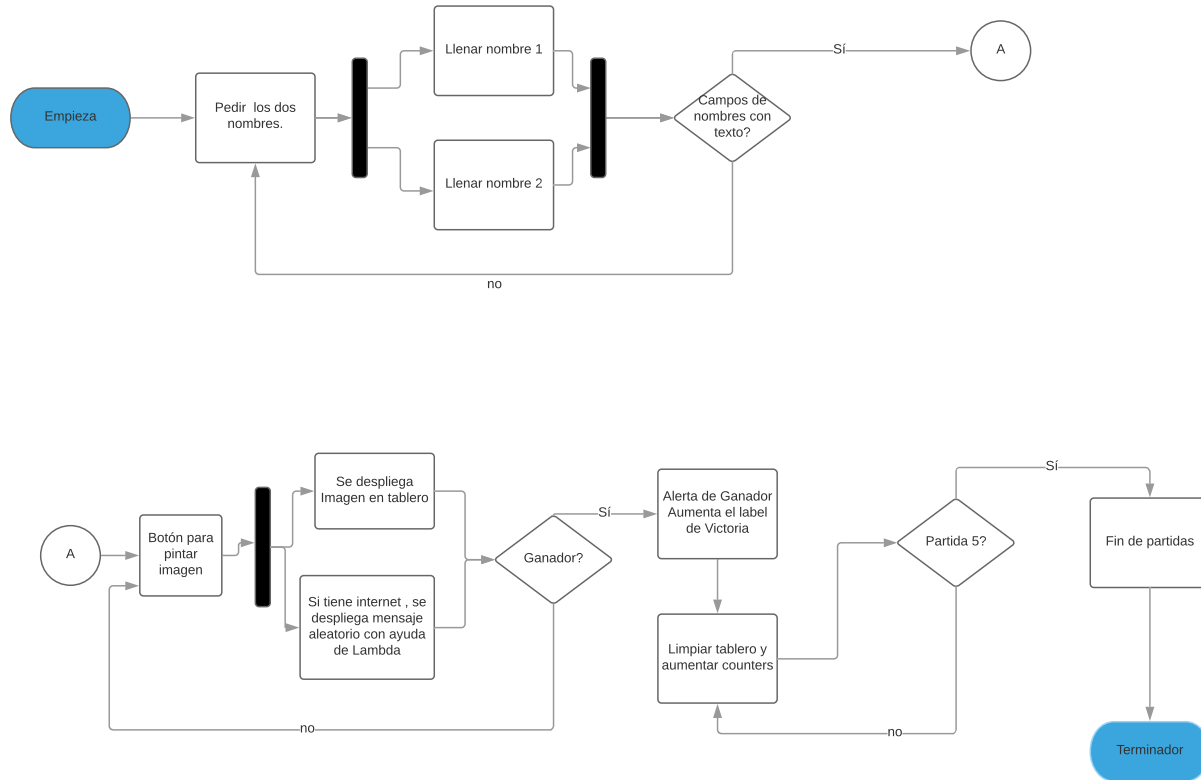 Empieza
Pedir los dos
nombres.
Llenar nombre 1
Llenar nombre 2
Campos de
nombres con
texto?
Sí
A
no
A
Botón para
pintar
imagen
Se despliega
Imagen en tablero
Si tiene internet , se
despliega mensaje
aleatorio con ayuda
de Lambda
Ganador?
Sí
no
Alerta de Ganador
Aumenta el label
de Victoria
Limpiar tablero y
aumentar counters
Partida 5?
Sí
no
Fin de partidas
Terminador